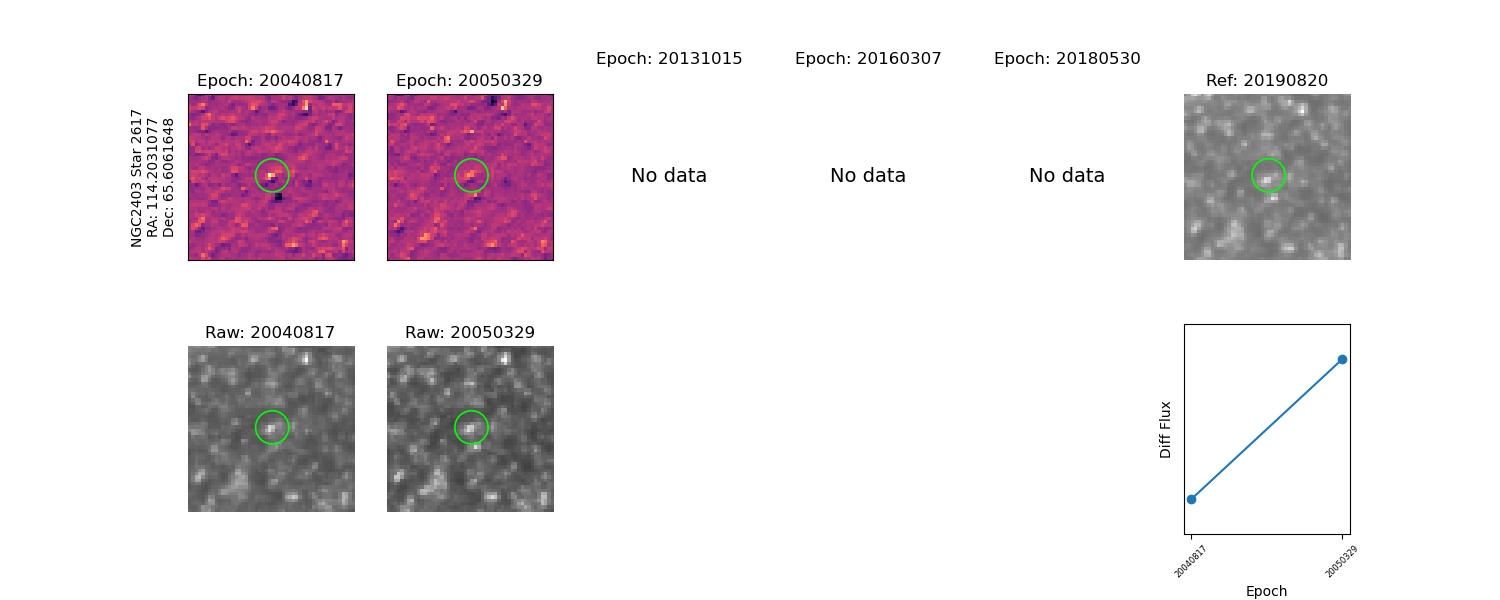 Epoch: 20040817
Epoch: 20050329
Epoch: 20131015
Epoch: 20160307
Epoch: 20180530
Ref: 20190820
NGC2403 Star 2617
RA: 114.2031077
Dec: 65.6061648
No data
No data
No data
Raw: 20040817
Raw: 20050329
Diff Flux
20040817
20050329
Epoch